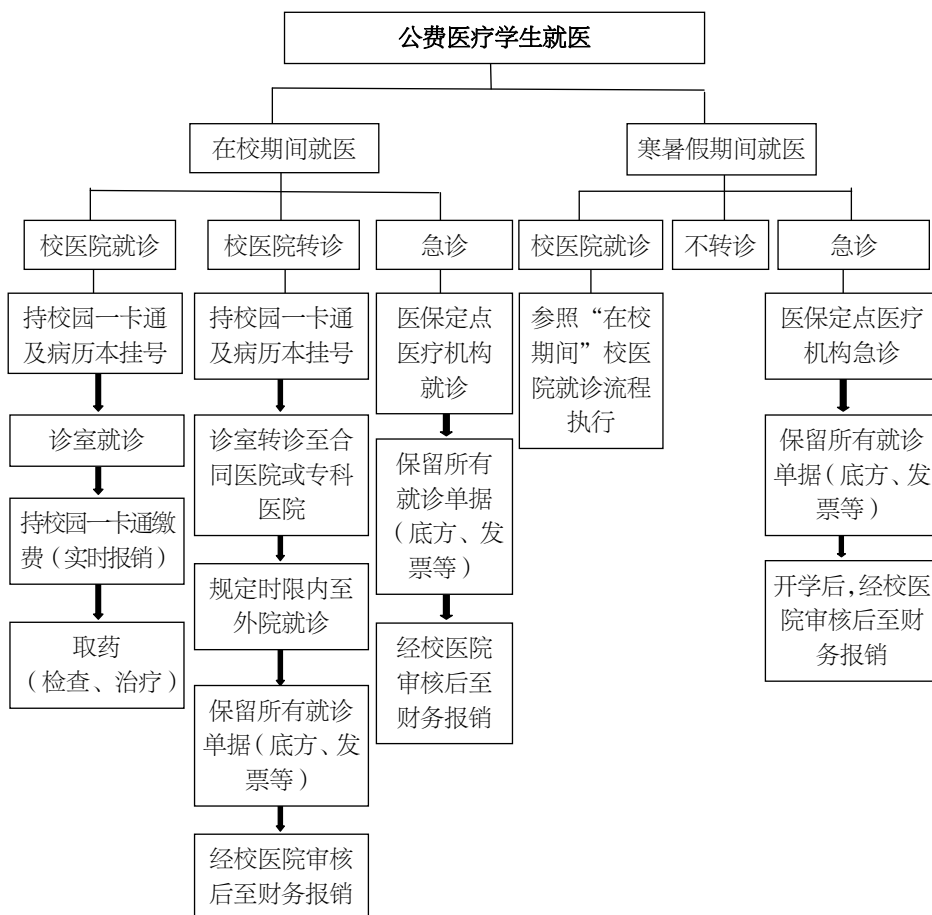 公费医疗学生就医
在校期间就医
寒暑假期间就医
校医院就诊
校医院转诊
急诊
校医院就诊
不转诊
急诊
持校园一卡通
及病历本挂号
诊室就诊
持校园一卡通缴
费（实时报销）
取药
（检查、治疗）
持校园一卡通
及病历本挂号
诊室转诊至合
同医院或专科
医院
规定时限内至
外院就诊
保留所有就诊
单据（底方、发
票等）
经校医院审核
后至财务报销
医保定点
医疗机构
就诊
保留所有
就诊单据
（底方、发
票等）
经校医院
审核后至
财务报销
参照“在校
期间”校医
院就诊流程
执行
医保定点医疗
机构急诊
保留所有就诊
单据（底方、发
票等）
开学后，经校医
院审核后至财
务报销